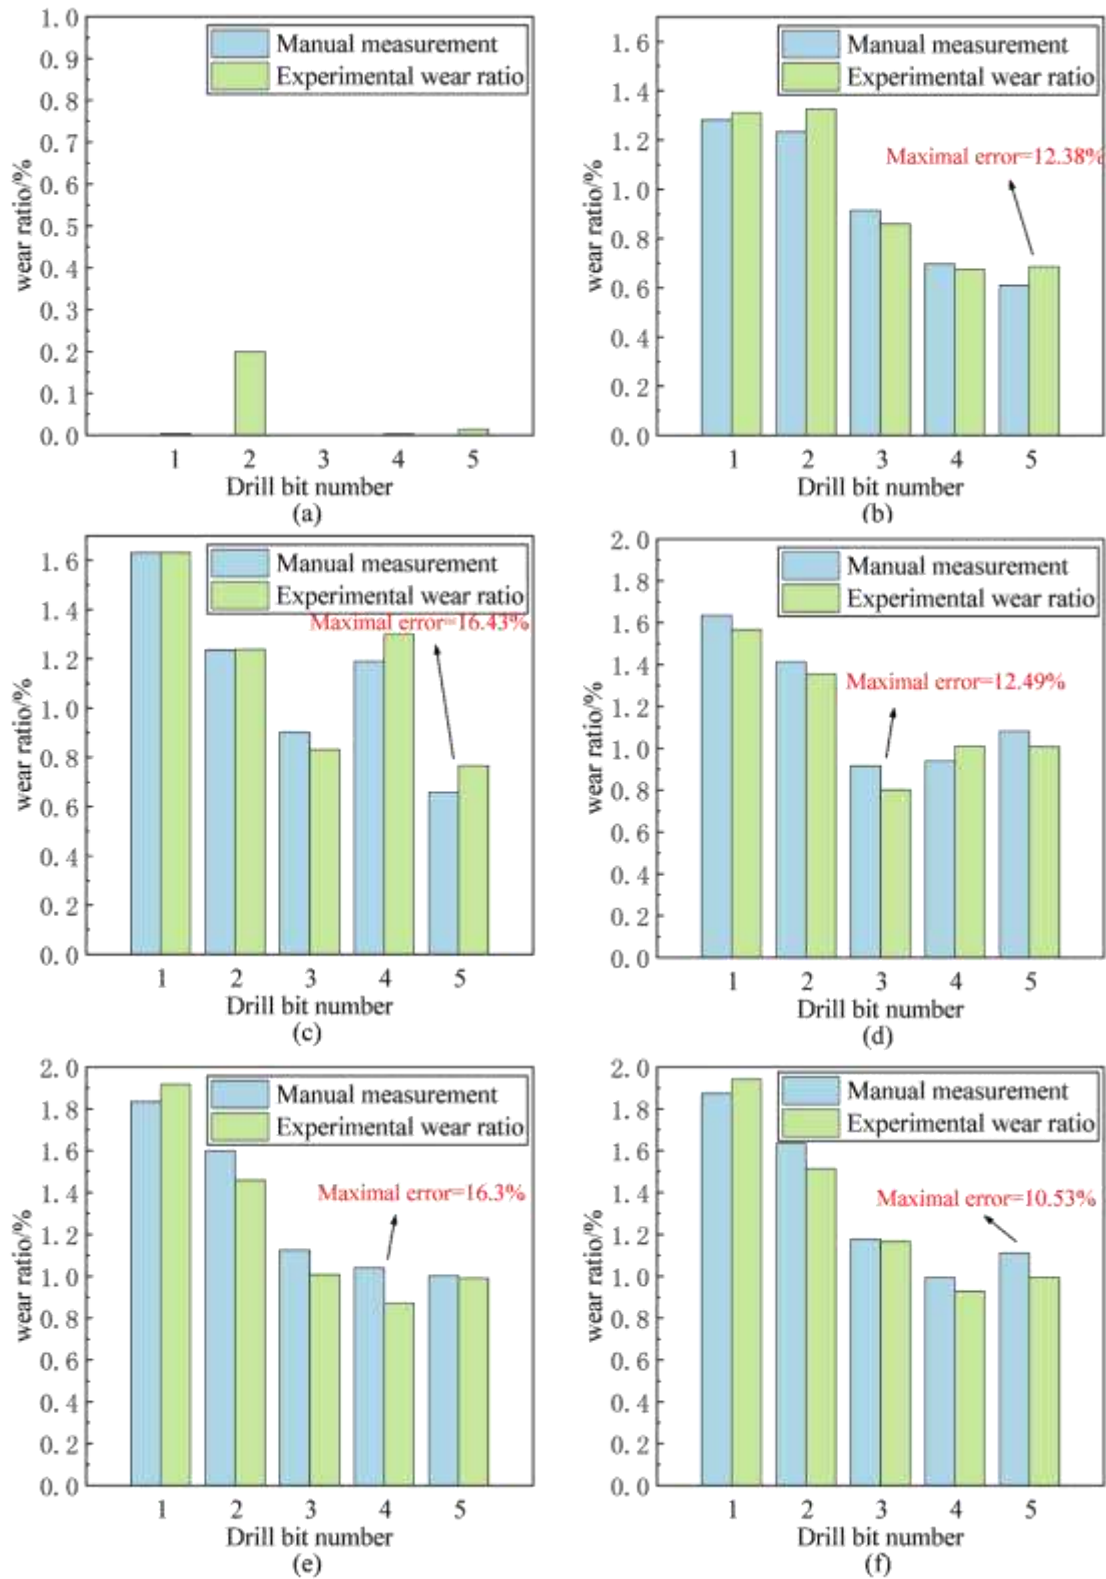 Manual measurement
Experimental wear ratio
1.0
0.9
0.8
0.7
0.6
0.5
0.4
0.3
0.2
0.1
0.0
wear ratio/%
1 2 3 4 5
Drill bit number
(a)
Manual measurement
Experimental wear ratio
Maximal error=12.38%
1.6
1.4
1.2
1.0
0.8
0.6
0.4
0.2
0.0
wear ratio/%
1 2 3 4 5
Drill bit number
(b)
Manual measurement
Experimental wear ratio
Maximal error=16.43%
1.6
1.4
1.2
1.0
0.8
0.6
0.4
0.2
0.0
wear ratio/%
1 2 3 4 5
Drill bit number
(c)
Manual measurement
Experimental wear ratio
Maximal error=12.49%
2.0
1.8
1.6
1.4
1.2
1.0
0.8
0.6
0.4
0.2
0.0
wear ratio/%
1 2 3 4 5
Drill bit number
(d)
Manual measurement
Experimental wear ratio
Maximal error=16.3%
2.0
1.8
1.6
1.4
1.2
1.0
0.8
0.6
0.4
0.2
0.0
wear ratio/%
1 2 3 4 5
Drill bit number
(e)
Manual measurement
Experimental wear ratio
Maximal error=10.53%
2.0
1.8
1.6
1.4
1.2
1.0
0.8
0.6
0.4
0.2
0.0
wear ratio/%
1 2 3 4 5
Drill bit number
(f)